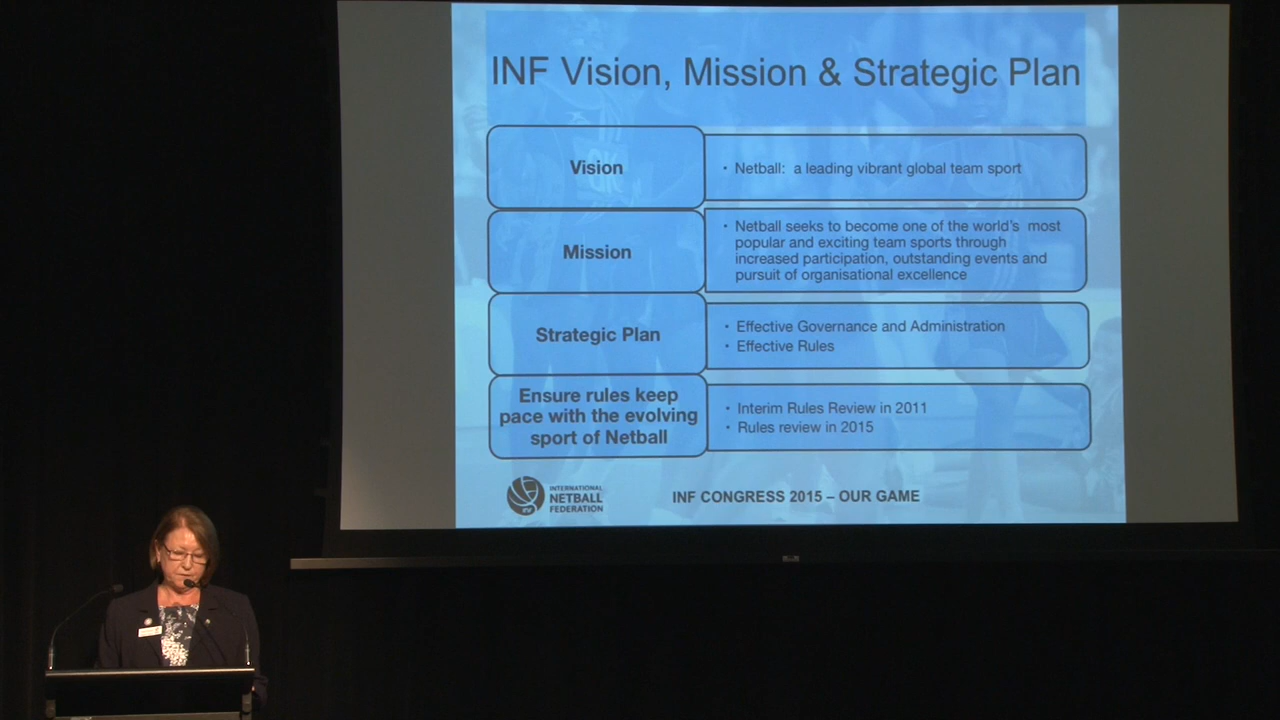 INF Vision, Mission & Strategic Plan
Vision
• Netball:  a leading vibrant global team sport
Mission
• Netball seeks to become one of the world's  most
popular and exciting team sports through
increased participation, outstanding events and
pursuit of organisational excellence
Strategic Plan
• Effective Governance and Administration
• Effective Rules
Ensure rules keep
pace with the evolving
sport of Netball
• Interim Rules Review in 2011
• Rules review in 2015
INTERNATIONAL
NETBALL
FEDERATION
INF CONGRESS 2015 – OUR GAME